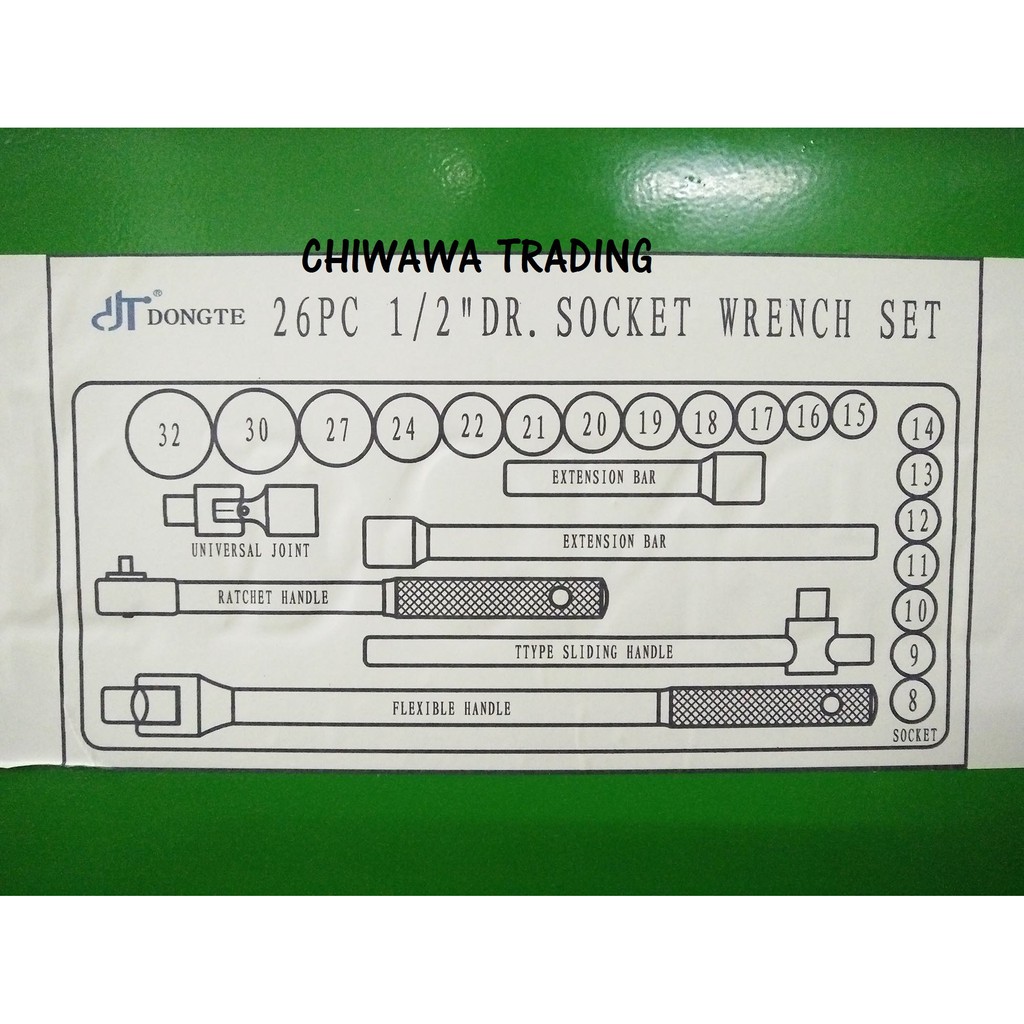 CHIWAWA TRADING
DT® DONGTE 26PC 1/2"DR. SOCKET WRENCH SET
32 30 27 24 22 21 20 19 18 17 16 15
14
EXTENSION BAR
13
12
UNIVERSAL JOINT
EXTENSION BAR
11
RATCHET HANDLE
10
TTYPE SLIDING HANDLE
9
FLEXIBLE HANDLE
8
SOCKET